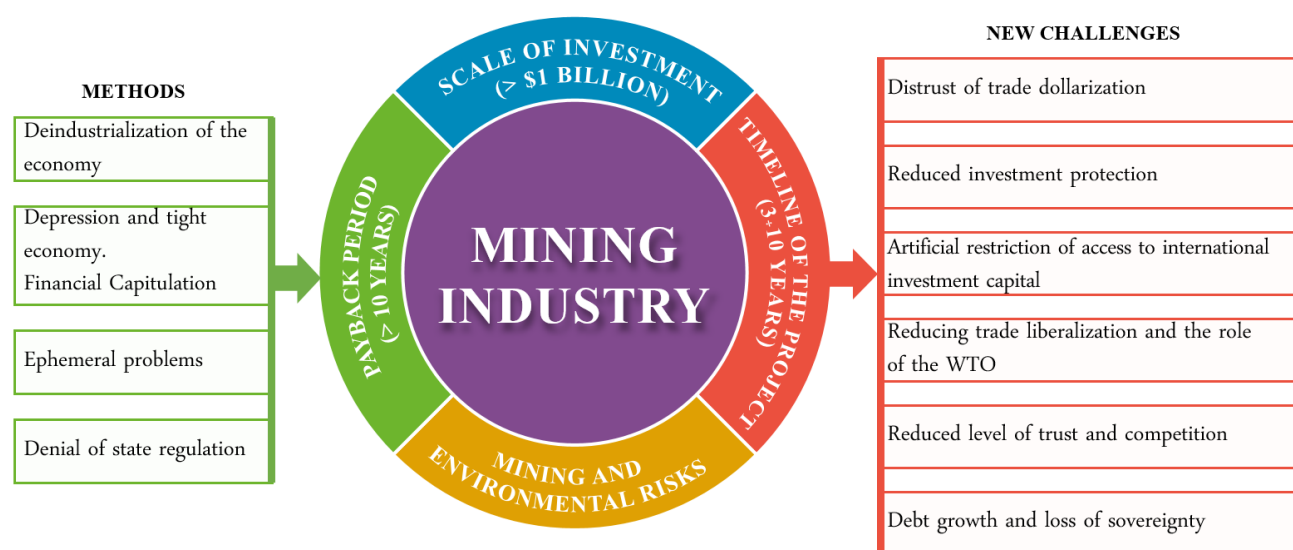 METHODS
Deindustrialization of the
economy
Depression and tight
economy.
Financial Capitulation
Ephemeral problems
Denial of state regulation
SCALE OF INVESTMENT
(> $1 BILLION)
PAYBACK PERIOD
(> 10 YEARS)
MINING
INDUSTRY
TIMELINE OF THE PROJECT
(3÷10 YEARS)
MINING AND
ENVIRONMENTAL RISKS
NEW CHALLENGES
Distrust of trade dollarization
Reduced investment protection
Artificial restriction of access to international
investment capital
Reducing trade liberalization and the role
of the WTO
Reduced level of trust and competition
Debt growth and loss of sovereignty